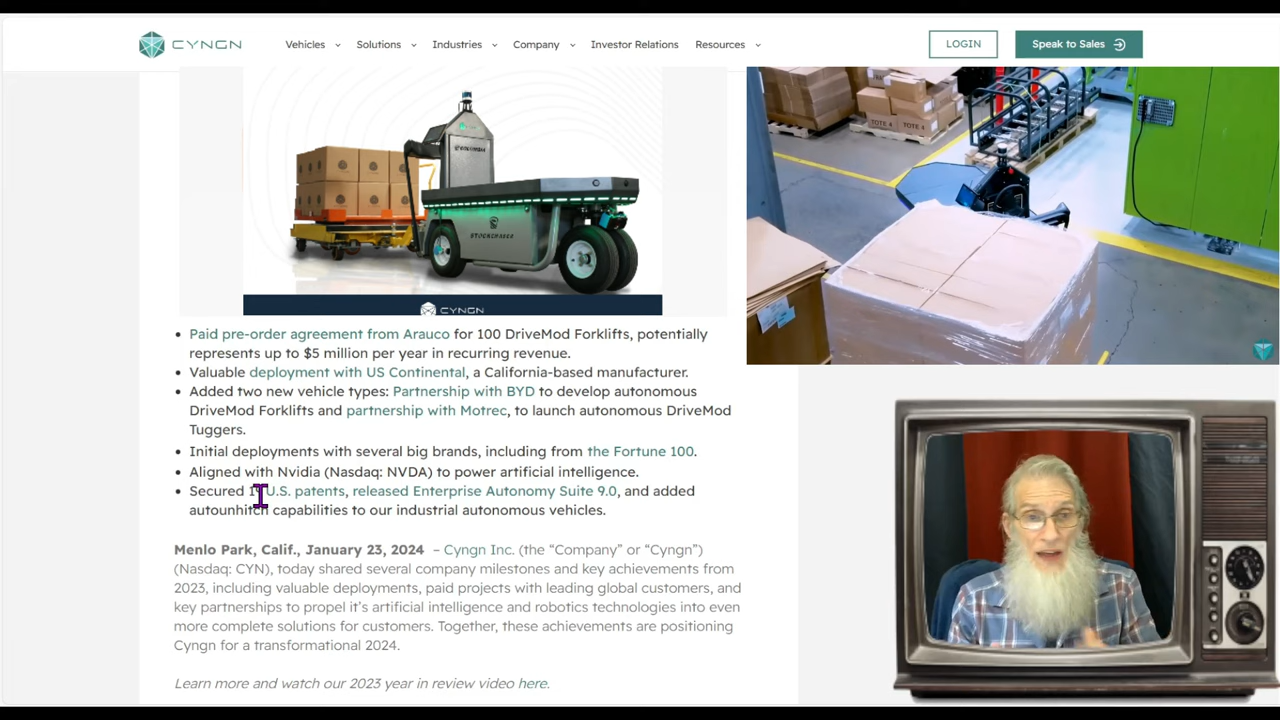 CYNGN
Vehicles
Solutions
Industries
Company
Investor Relations
Resources
LOGIN
Speak to Sales
STOCKCHASER
STOCKCHASER
TOTE 4
TOTE 4
CYNGN
Paid pre-order agreement from Arauco for 100 DriveMod Forklifts, potentially
represents up to $5 million per year in recurring revenue.
Valuable deployment with US Continental, a California-based manufacturer.
Added two new vehicle types: Partnership with BYD to develop autonomous
DriveMod Forklifts and partnership with Motrec, to launch autonomous DriveMod
Tuggers.
Initial deployments with several big brands, including from the Fortune 100.
Aligned with Nvidia (Nasdaq: NVDA) to power artificial intelligence.
Secured U.S. patents, released Enterprise Autonomy Suite 9.0, and added
autounhitch capabilities to our industrial autonomous vehicles.
Menlo Park, Calif., January 23, 2024 – Cyngn Inc. (the “Company” or “Cyngn”)
(Nasdaq: CYN), today shared several company milestones and key achievements from
2023, including valuable deployments, paid projects with leading global customers, and
key partnerships to propel it’s artificial intelligence and robotics technologies into even
more complete solutions for customers. Together, these achievements are positioning
Cyngn for a transformational 2024.
Learn more and watch our 2023 year in review video here.